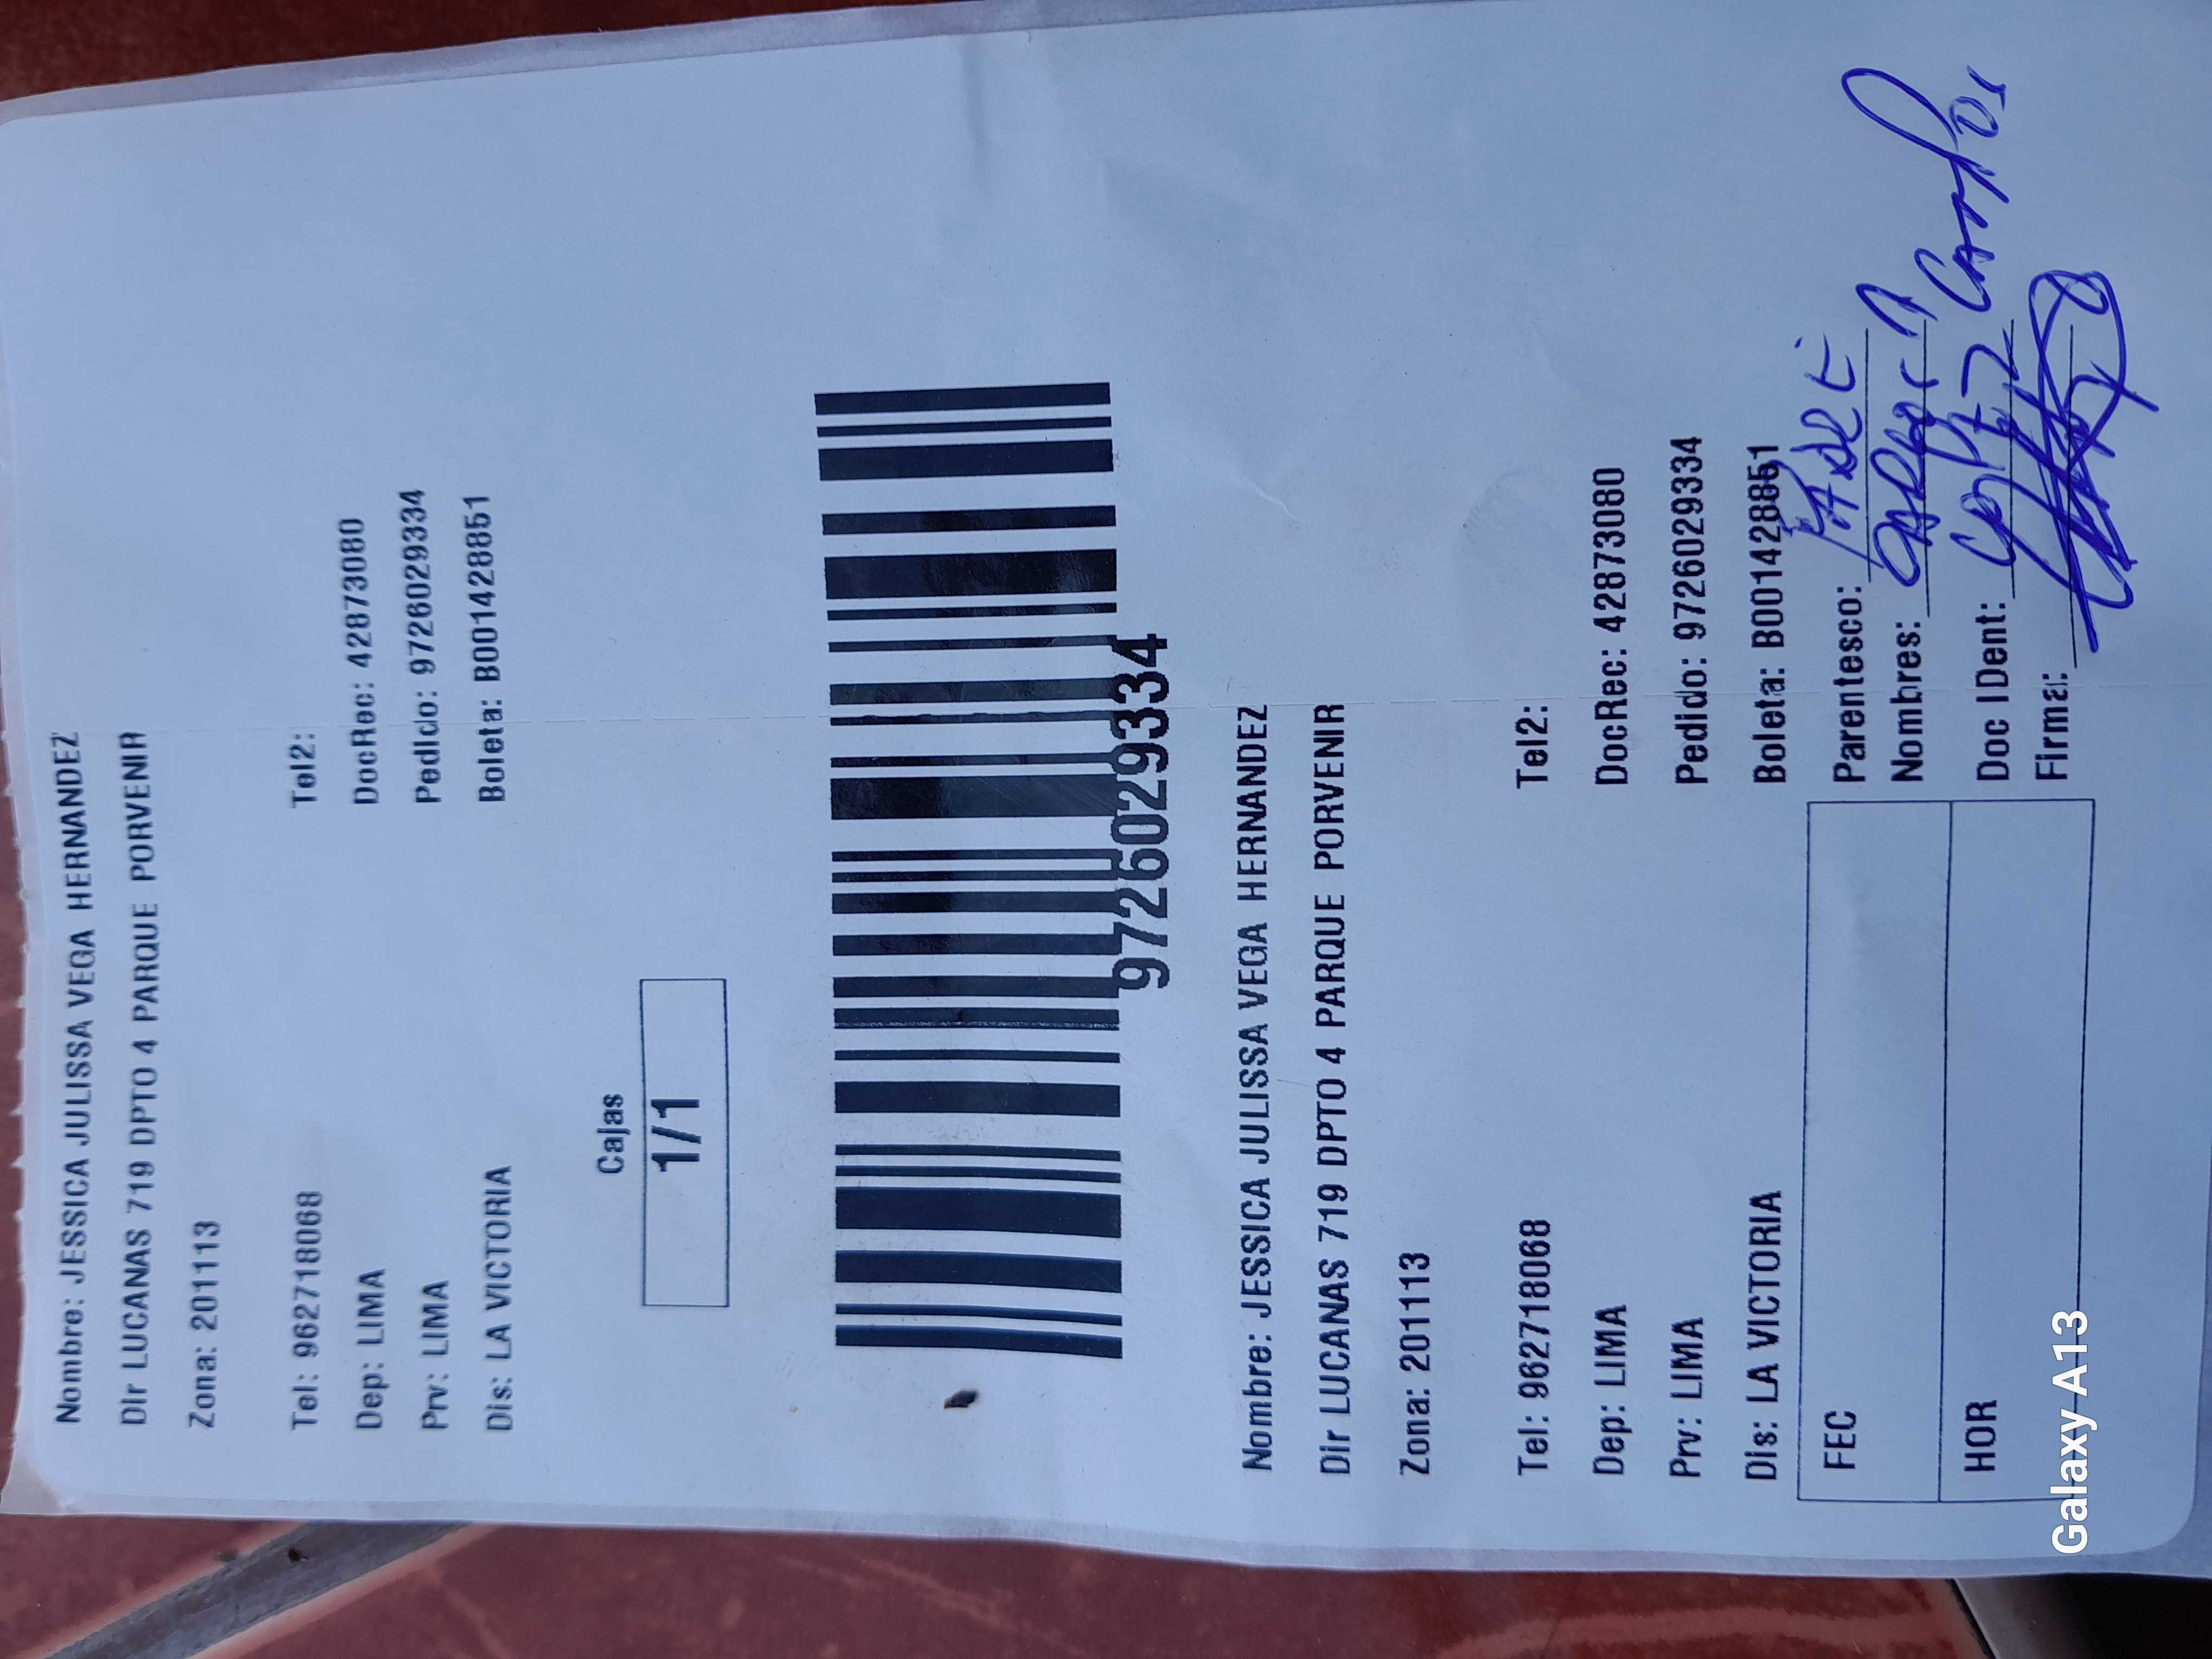 Nombre: JESSICA JULISSA VEGA HERNANDEZ
Dir LUCANAS 719 DPTO 4 PARQUE PORVENIR
Zona: 201113
Tel: 962718068 Tel2:
Dep: LIMA DocRec: 42873080
Prv: LIMA Pedido: 9726029334
Dis: LA VICTORIA Boleta: B001428851
Cajas
1/1
9726029334
Nombre: JESSICA JULISSA VEGA HERNANDEZ
Dir LUCANAS 719 DPTO 4 PARQUE PORVENIR
Zona: 201113
Tel: 962718068 Tel2:
Dep: LIMA DocRec: 42873080
Prv: LIMA Pedido: 9726029334
Dis: LA VICTORIA Boleta: B001428851
FEC Parentesco:
Nombres:
HOR Doc IDent: Campos
Firma:
Galaxy A13